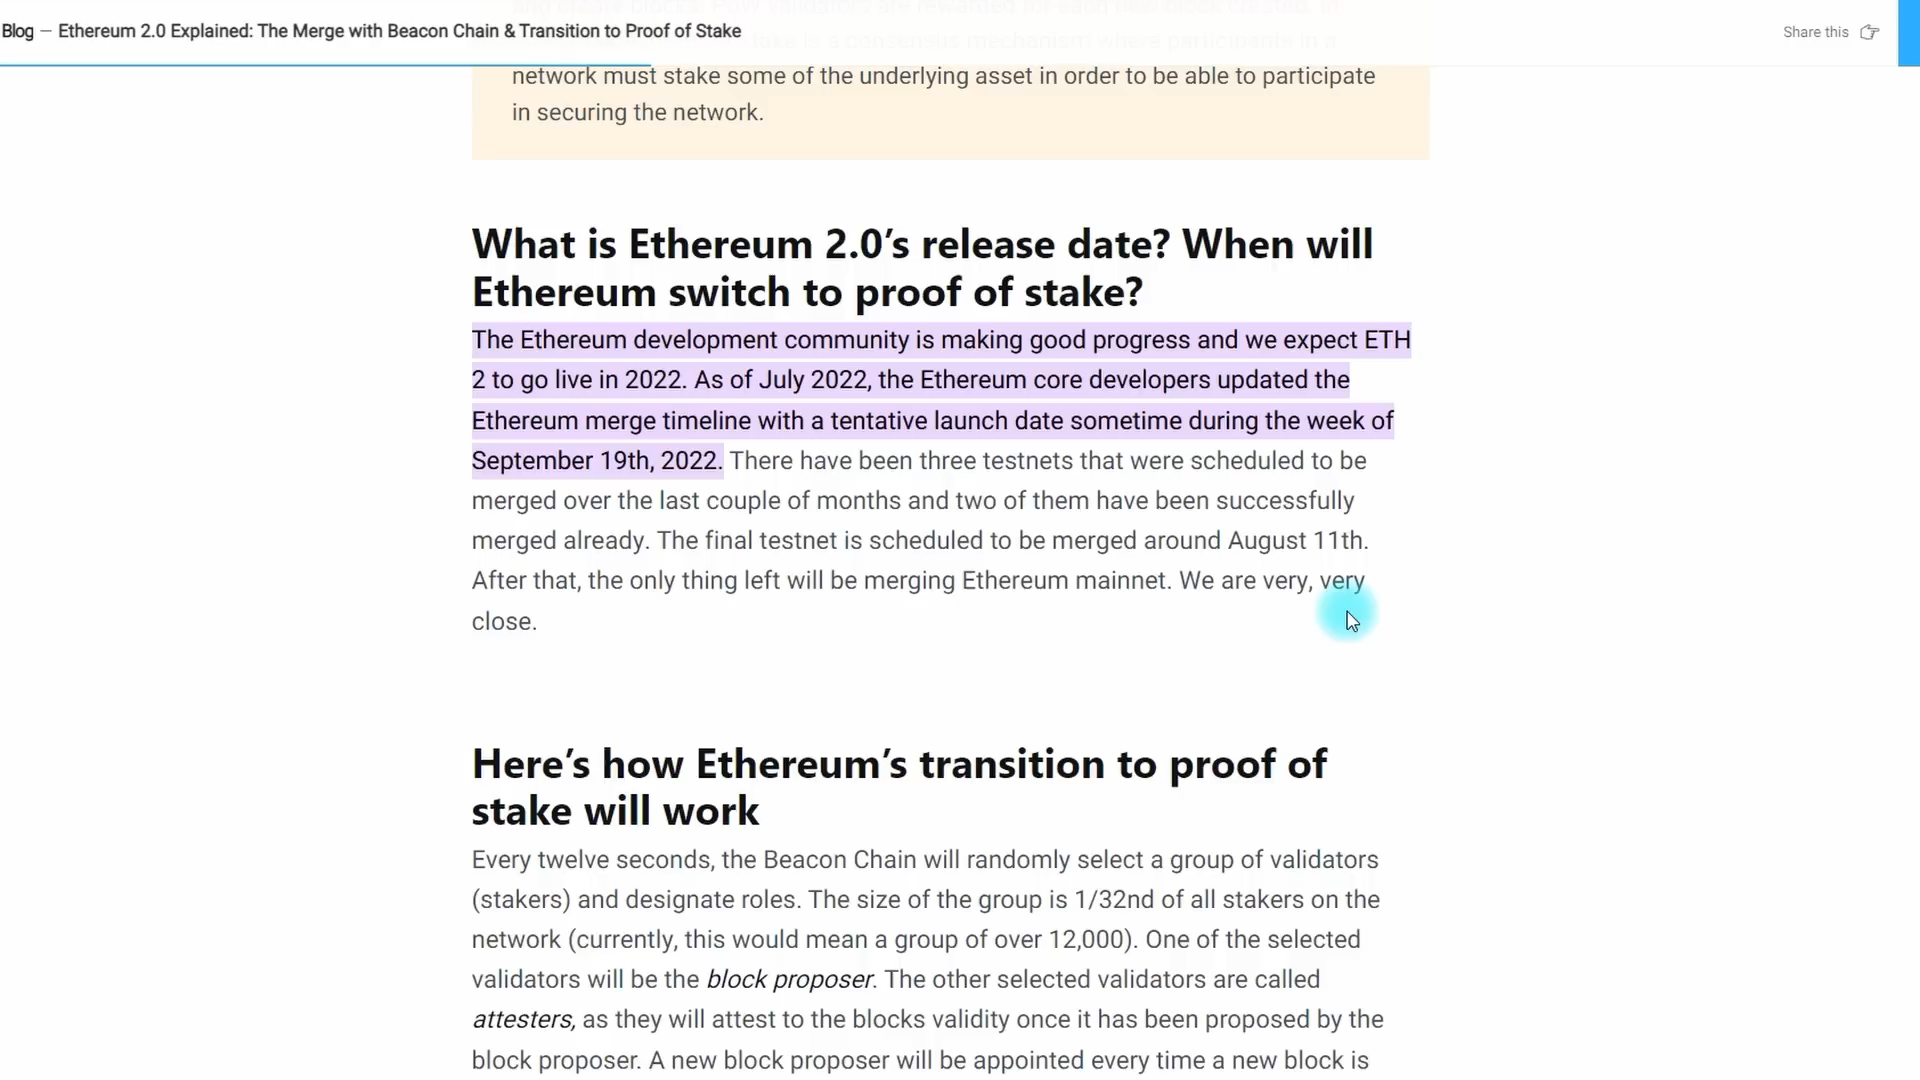 Blog — Ethereum 2.0 Explained: The Merge with Beacon Chain & Transition to Proof of Stake
Share this
network must stake some of the underlying asset in order to be able to participate
in securing the network.
What is Ethereum 2.0’s release date? When will
Ethereum switch to proof of stake?
The Ethereum development community is making good progress and we expect ETH
2 to go live in 2022. As of July 2022, the Ethereum core developers updated the
Ethereum merge timeline with a tentative launch date sometime during the week of
September 19th, 2022. There have been three testnets that were scheduled to be
merged over the last couple of months and two of them have been successfully
merged already. The final testnet is scheduled to be merged around August 11th.
After that, the only thing left will be merging Ethereum mainnet. We are very, very
close.
Here’s how Ethereum’s transition to proof of
stake will work
Every twelve seconds, the Beacon Chain will randomly select a group of validators
(stakers) and designate roles. The size of the group is 1/32nd of all stakers on the
network (currently, this would mean a group of over 12,000). One of the selected
validators will be the block proposer. The other selected validators are called
attesters, as they will attest to the blocks validity once it has been proposed by the
block proposer. A new block proposer will be appointed every time a new block is